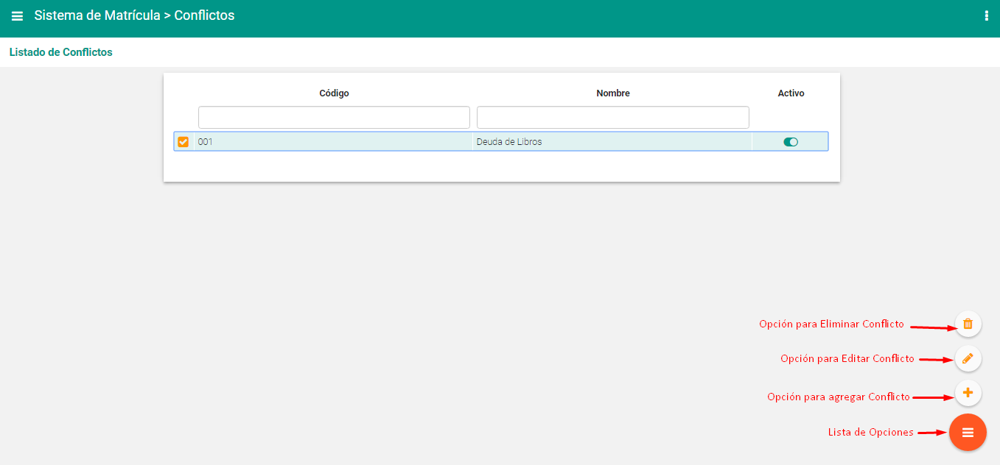 Sistema de Matrícula > Conflictos
Listado de Conflictos
Código Nombre Activo
001 Deuda de Libros
Opción para Eliminar Conflicto
Opción para Editar Conflicto
Opción para agregar Conflicto
Lista de Opciones